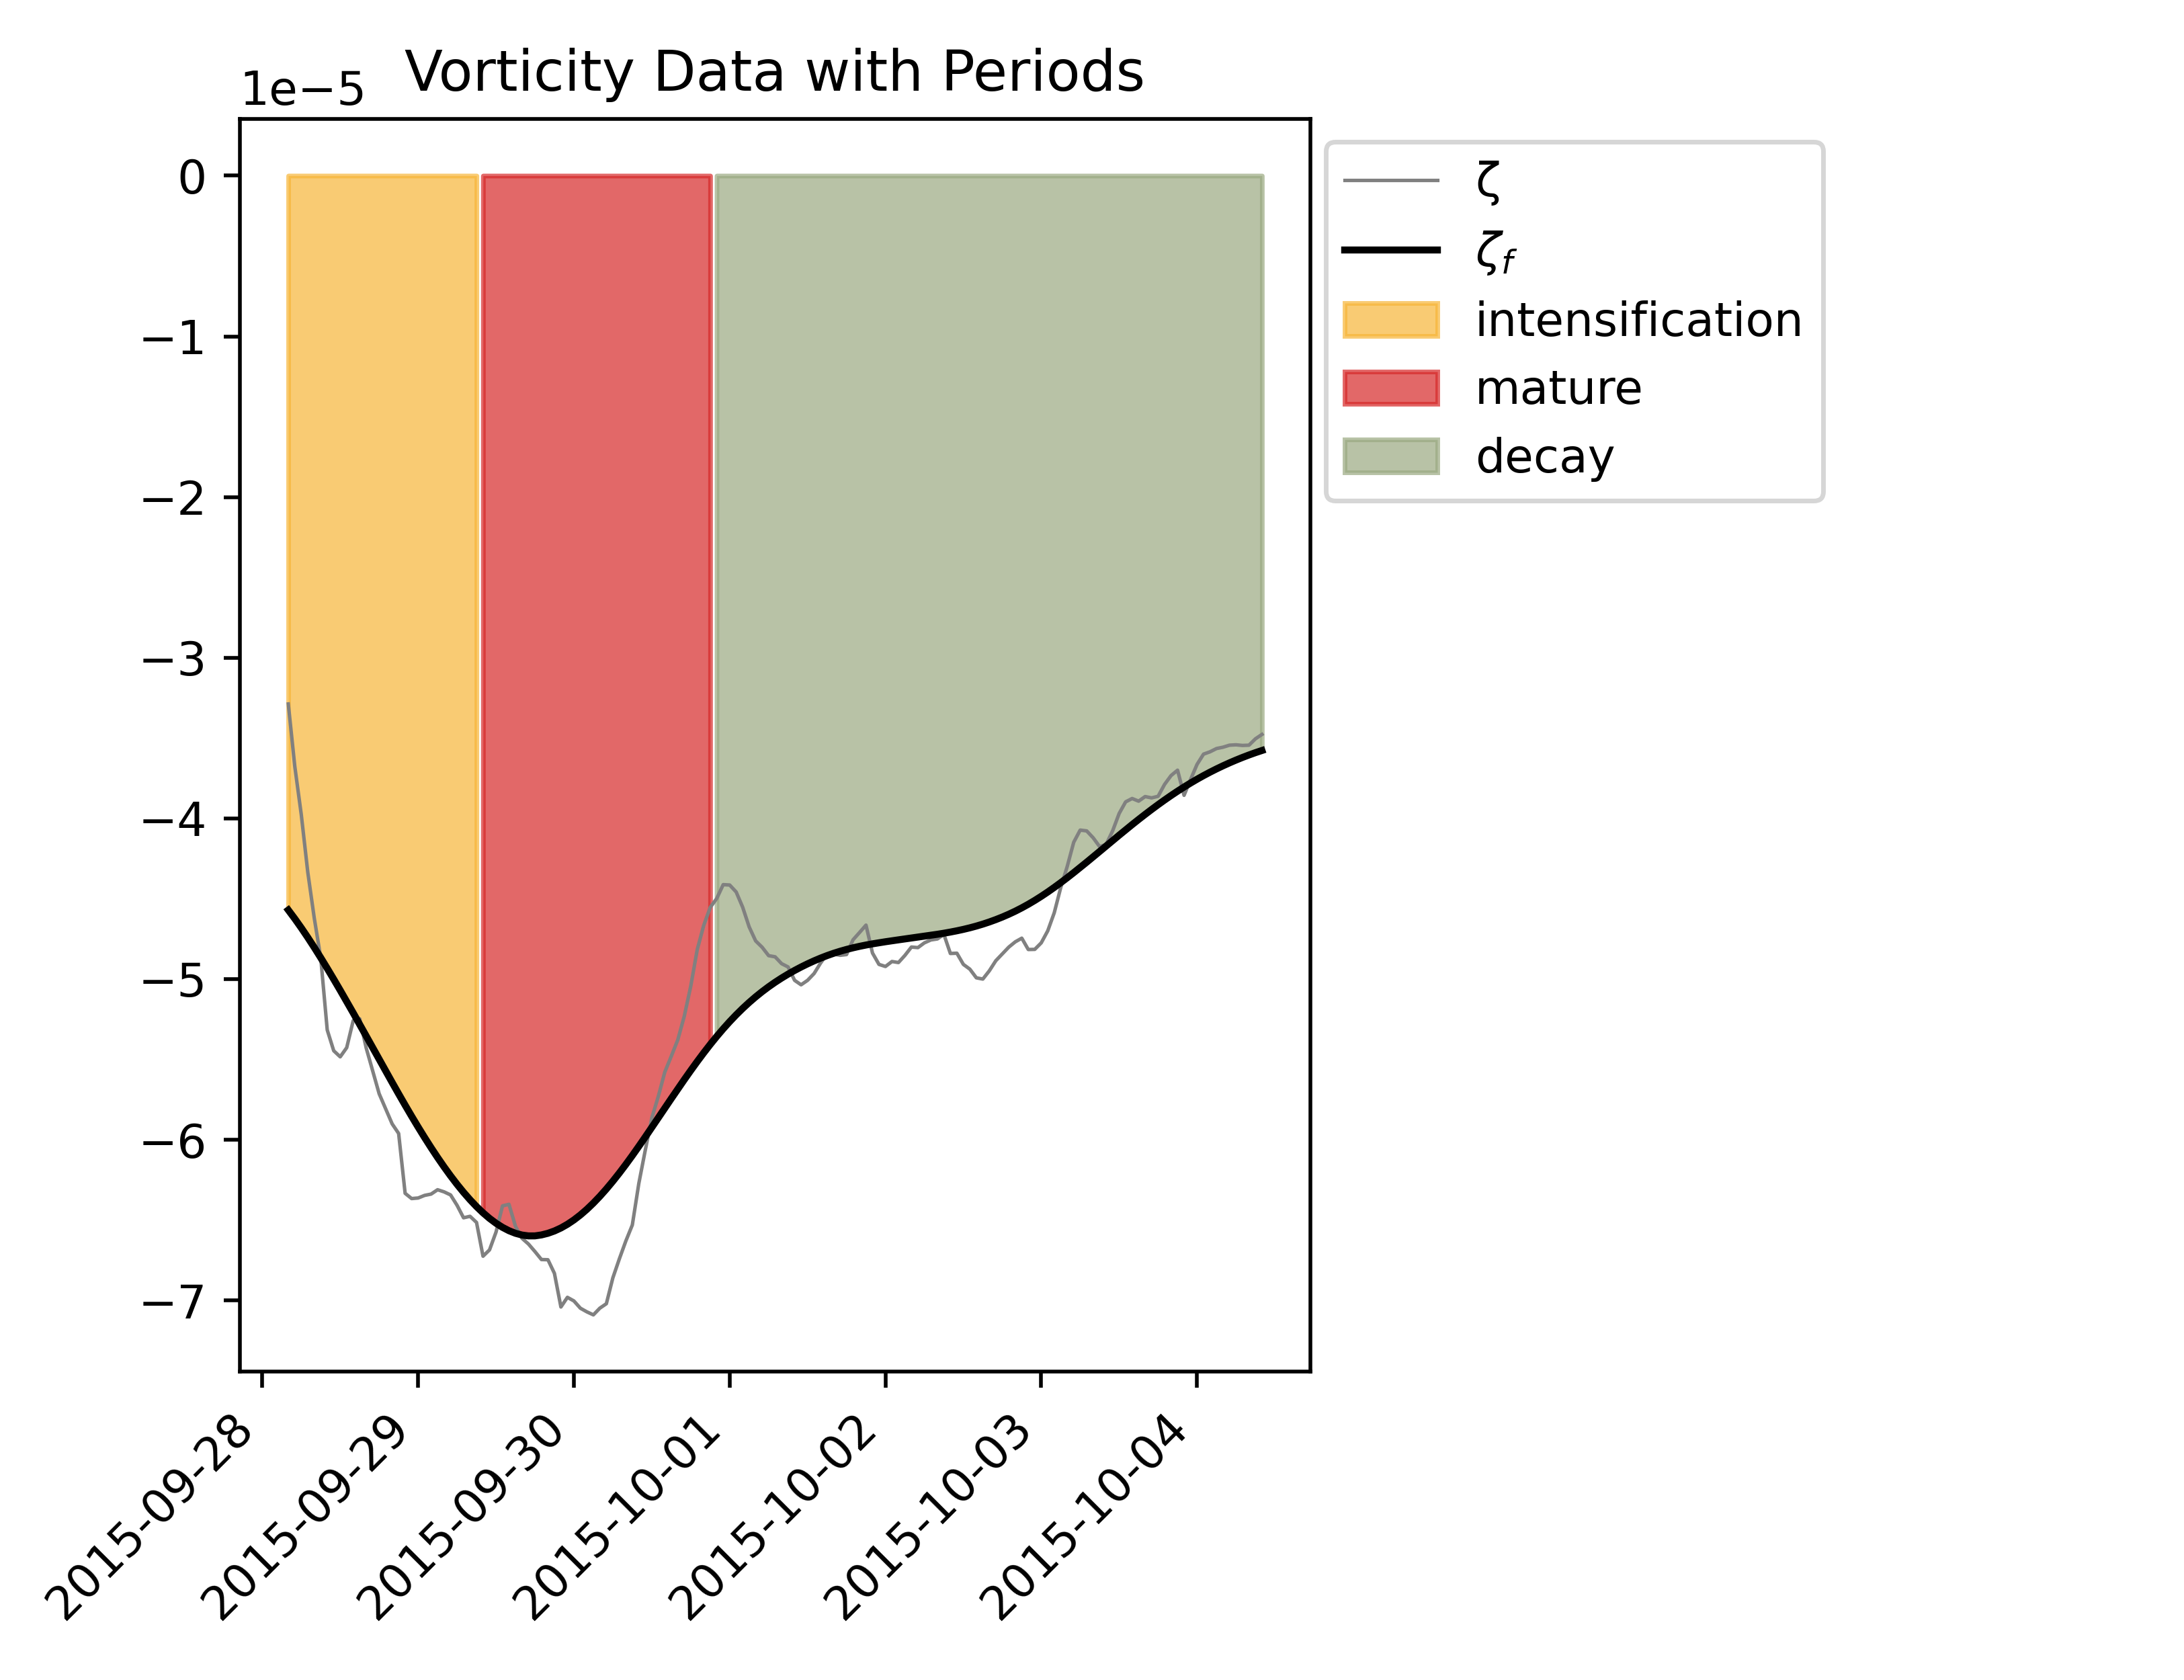 Vorticity Data with Periods
1e−5
0
−1
−2
−3
−4
−5
−6
−7
2015-09-28
2015-09-29
2015-09-30
2015-10-01
2015-10-02
2015-10-03
2015-10-04
ζ
ζf
intensification
mature
decay